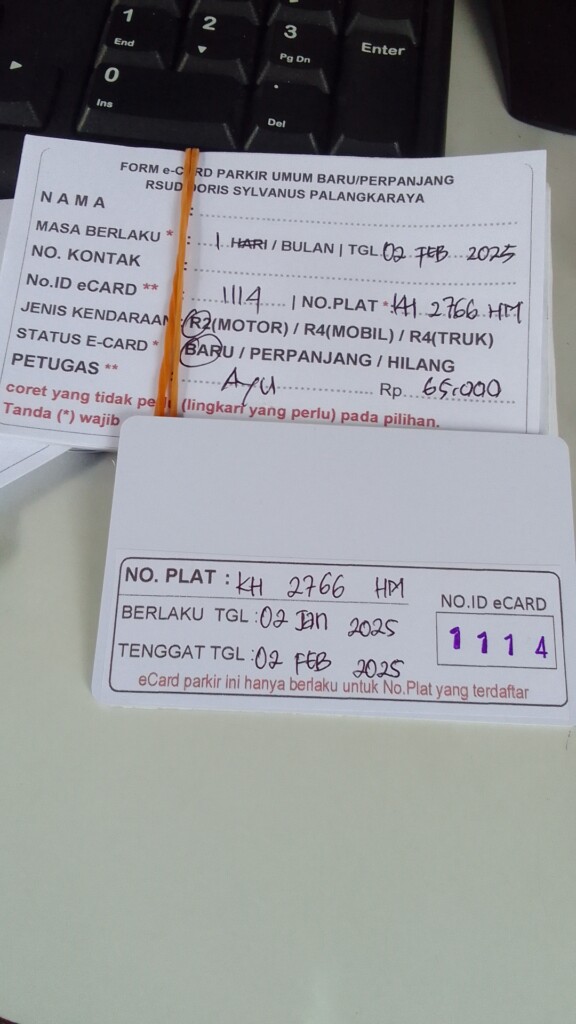 1
End
2
3
Pg Dn
Enter
0
Ins
.
Del
FORM e-CARD PARKIR UMUM BARU/PERPANJANG
RSUD DORIS SYLVANUS PALANGKARAYA
NAMA :
MASA BERLAKU * : 1 HARI / BULAN | TGL 02 FEB 2025
NO. KONTAK :
No.ID eCARD ** : 1114 | NO.PLAT * KH 2766 HM
JENIS KENDARAAN R2(MOTOR) / R4(MOBIL) / R4(TRUK)
STATUS E-CARD * BARU / PERPANJANG / HILANG
PETUGAS ** Ayu Rp 65.000
coret yang tidak perlu (lingkari yang perlu) pada pilihan.
Tanda (*) wajib
NO. PLAT : KH 2766 HM
BERLAKU TGL : 02 Jan 2025
TENGGAT TGL : 02 FEB 2025
NO.ID eCARD
1114
eCard parkir ini hanya berlaku untuk No.Plat yang terdaftar